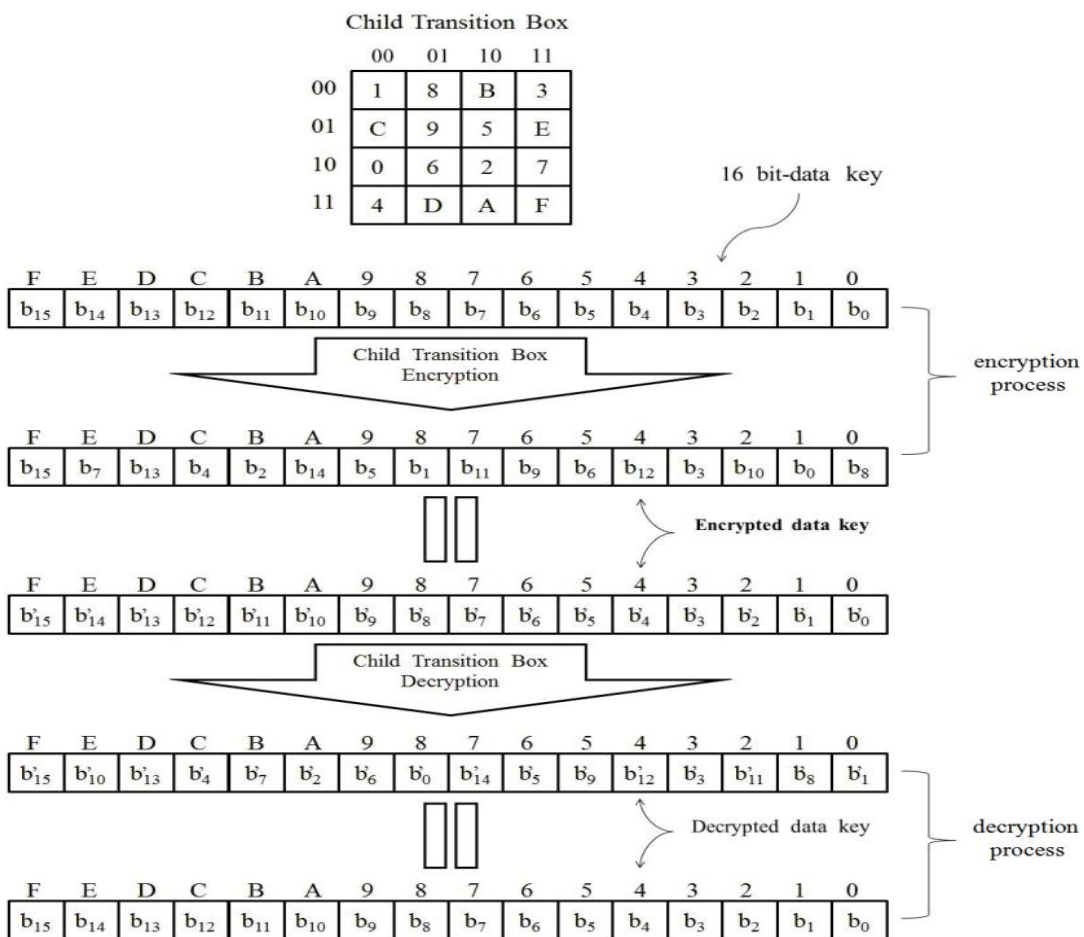 Child Transition Box
00 01 10 11
00 1 8 B 3
01 C 9 5 E
10 0 6 2 7
11 4 D A F
16 bit-data key
F E D C B A 9 8 7 6 5 4 3 2 1 0
b₁₅ b₁₄ b₁₃ b₁₂ b₁₁ b₁₀ b₉ b₈ b₇ b₆ b₅ b₄ b₃ b₂ b₁ b₀
Child Transition Box
Encryption
encryption
process
F E D C B A 9 8 7 6 5 4 3 2 1 0
b₁₅ b₇ b₁₃ b₄ b₂ b₁₄ b₅ b₁ b₁₁ b₉ b₆ b₁₂ b₃ b₁₀ b₀ b₈
Encrypted data key
F E D C B A 9 8 7 6 5 4 3 2 1 0
b'₁₅ b'₁₄ b'₁₃ b'₁₂ b'₁₁ b'₁₀ b'₉ b'₈ b'₇ b'₆ b'₅ b'₄ b'₃ b'₂ b'₁ b'₀
Child Transition Box
Decryption
F E D C B A 9 8 7 6 5 4 3 2 1 0
b'₁₅ b'₁₀ b'₁₃ b'₄ b'₇ b'₂ b'₆ b'₀ b'₁₄ b'₅ b'₉ b'₁₂ b'₃ b'₁₁ b'₈ b'₁
Decrypted data key
decryption
process
F E D C B A 9 8 7 6 5 4 3 2 1 0
b₁₅ b₁₄ b₁₃ b₁₂ b₁₁ b₁₀ b₉ b₈ b₇ b₆ b₅ b₄ b₃ b₂ b₁ b₀